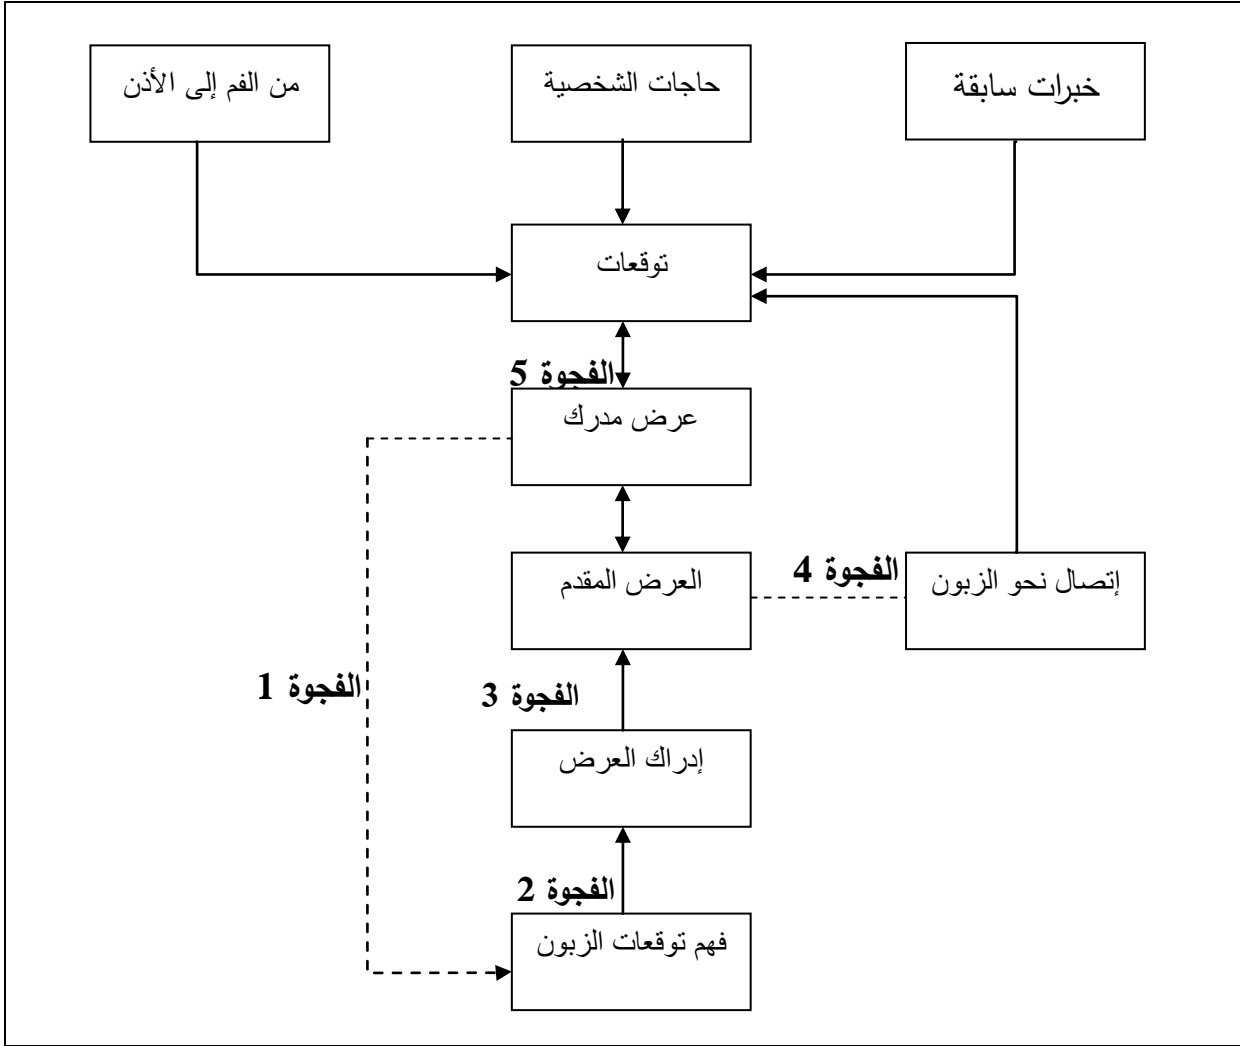 خبرات سابقة
حاجات الشخصية
من الفم إلى الأذن
توقعات
الفجوة 5
عرض مدرك
إتصال نحو الزبون
الفجوة 4
العرض المقدم
الفجوة 3
الفجوة 1
إدراك العرض
الفجوة 2
فهم توقعات الزبون